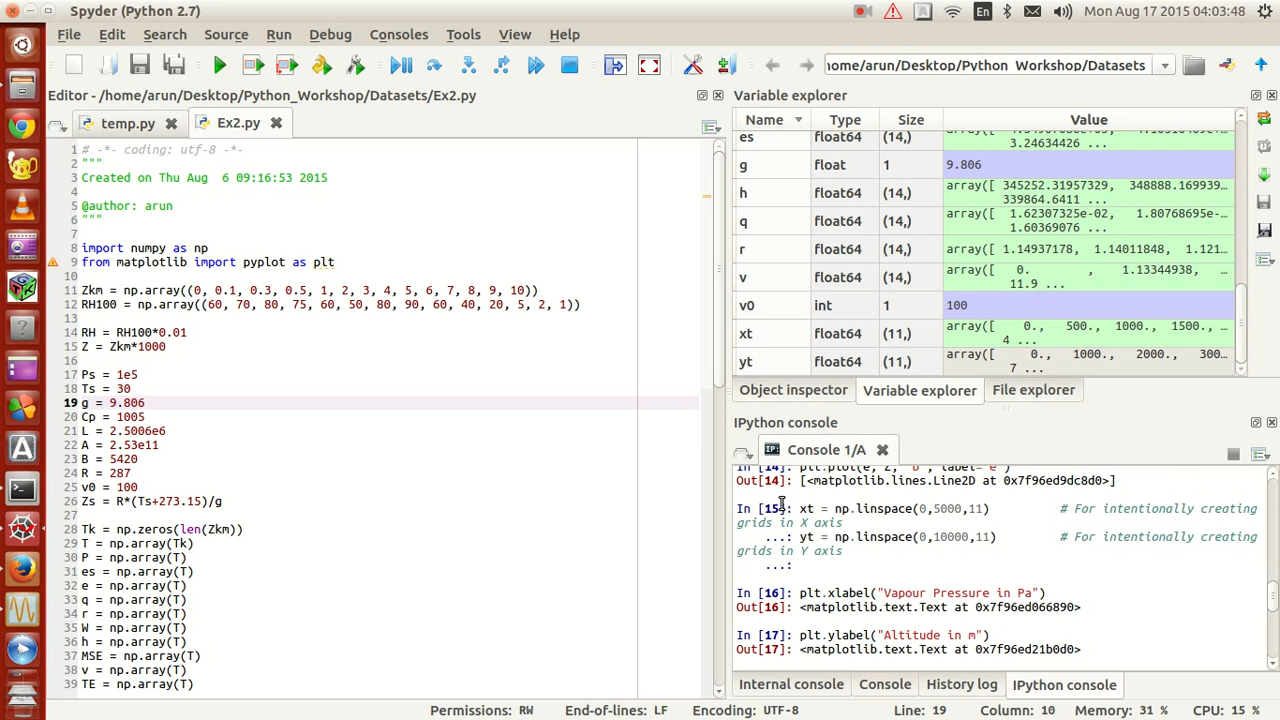 Spyder (Python 2.7)
En
Mon Aug 17 2015 04:03:48
File Edit Search Source Run Debug Consoles Tools View Help
home/arun/Desktop/Python_Workshop/Datasets
Editor - /home/arun/Desktop/Python_Workshop/Datasets/Ex2.py
temp.py
Ex2.py
1 # -*- coding: utf-8 -*-
2 """
3 Created on Thu Aug  6 09:16:53 2015
4
5 @author: arun
6 """
7
8 import numpy as np
9 from matplotlib import pyplot as plt
10
11 Zkm = np.array((0, 0.1, 0.3, 0.5, 1, 2, 3, 4, 5, 6, 7, 8, 9, 10))
12 RH100 = np.array((60, 70, 80, 75, 60, 50, 80, 90, 60, 40, 20, 5, 2, 1))
13
14 RH = RH100*0.01
15 Z = Zkm*1000
16
17 Ps = 1e5
18 Ts = 30
19 g = 9.806
20 Cp = 1005
21 L = 2.5006e6
22 A = 2.53e11
23 B = 5420
24 R = 287
25 v0 = 100
26 Zs = R*(Ts+273.15)/g
27
28 Tk = np.zeros(len(Zkm))
29 T = np.array(Tk)
30 P = np.array(T)
31 es = np.array(T)
32 e = np.array(T)
33 q = np.array(T)
34 r = np.array(T)
35 W = np.array(T)
36 h = np.array(T)
37 MSE = np.array(T)
38 v = np.array(T)
39 TE = np.array(T)
Variable explorer
Name Type Size Value
es float64 (14,)
3.24634426 ...
g float 1 9.806
h float64 (14,) array([ 345252.31957329, 348888.169939...
339864.6411 ...
q float64 (14,) array([ 1.62307325e-02, 1.80768695e-...
1.60369076 ...
r float64 (14,) array([ 1.14937178, 1.14011848, 1.121...
v float64 (14,) array([ 0. , 1.13344938,
11.9 ...
v0 int 1 100
xt float64 (11,) array([ 0., 500., 1000., 1500., ...
4 ...
yt float64 (11,) array([ 0., 1000., 2000., 300...
7 ...
Object inspector Variable explorer File explorer
IPython console
Console 1/A
In [14]: plt.plot(e, Z, "b", label="e")
Out[14]: [<matplotlib.lines.Line2D at 0x7f96ed9dc8d0>]
In [15]: xt = np.linspace(0,5000,11) # For intentionally creating
grids in X axis
...: yt = np.linspace(0,10000,11) # For intentionally creating
grids in Y axis
...:
In [16]: plt.xlabel("Vapour Pressure in Pa")
Out[16]: <matplotlib.text.Text at 0x7f96ed066890>
In [17]: plt.ylabel("Altitude in m")
Out[17]: <matplotlib.text.Text at 0x7f96ed21b0d0>
Internal console Console History log IPython console
Permissions: RW End-of-lines: LF Encoding: UTF-8 Line: 19 Column: 10 Memory: 31 % CPU: 15 %